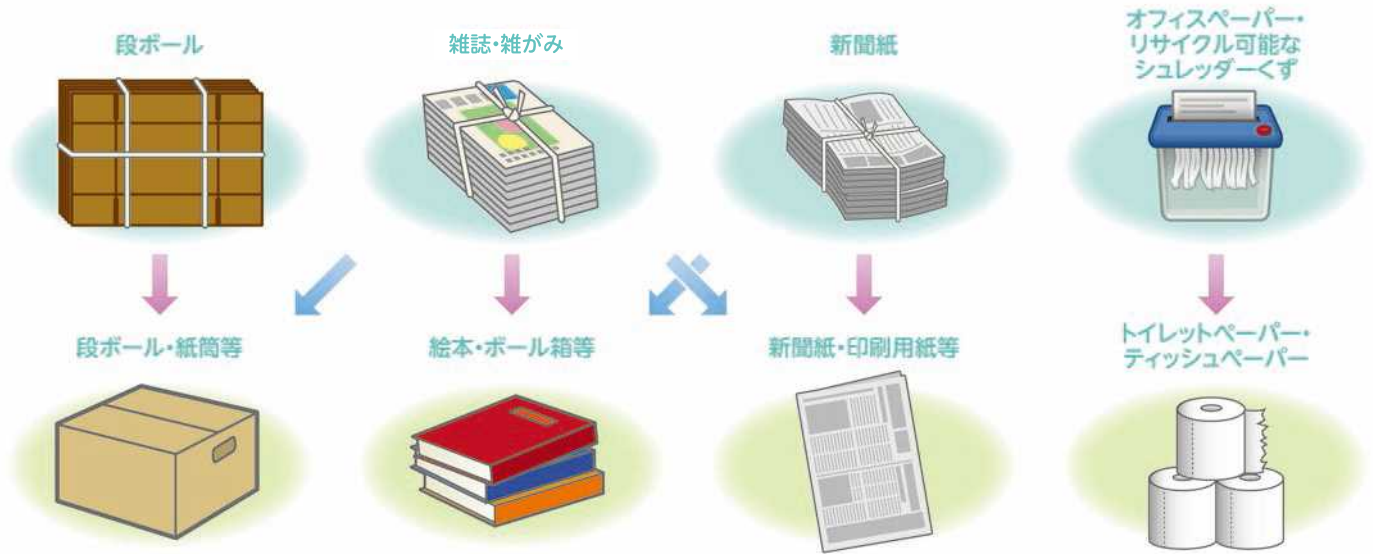 段ボール
雑誌・雑がみ
新聞紙
オフィスペーパー・
リサイクル可能な
シュレッダーくず
段ボール・紙筒等
絵本・ボール箱等
新聞紙・印刷用紙等
トイレットペーパー・
ティッシュペーパー